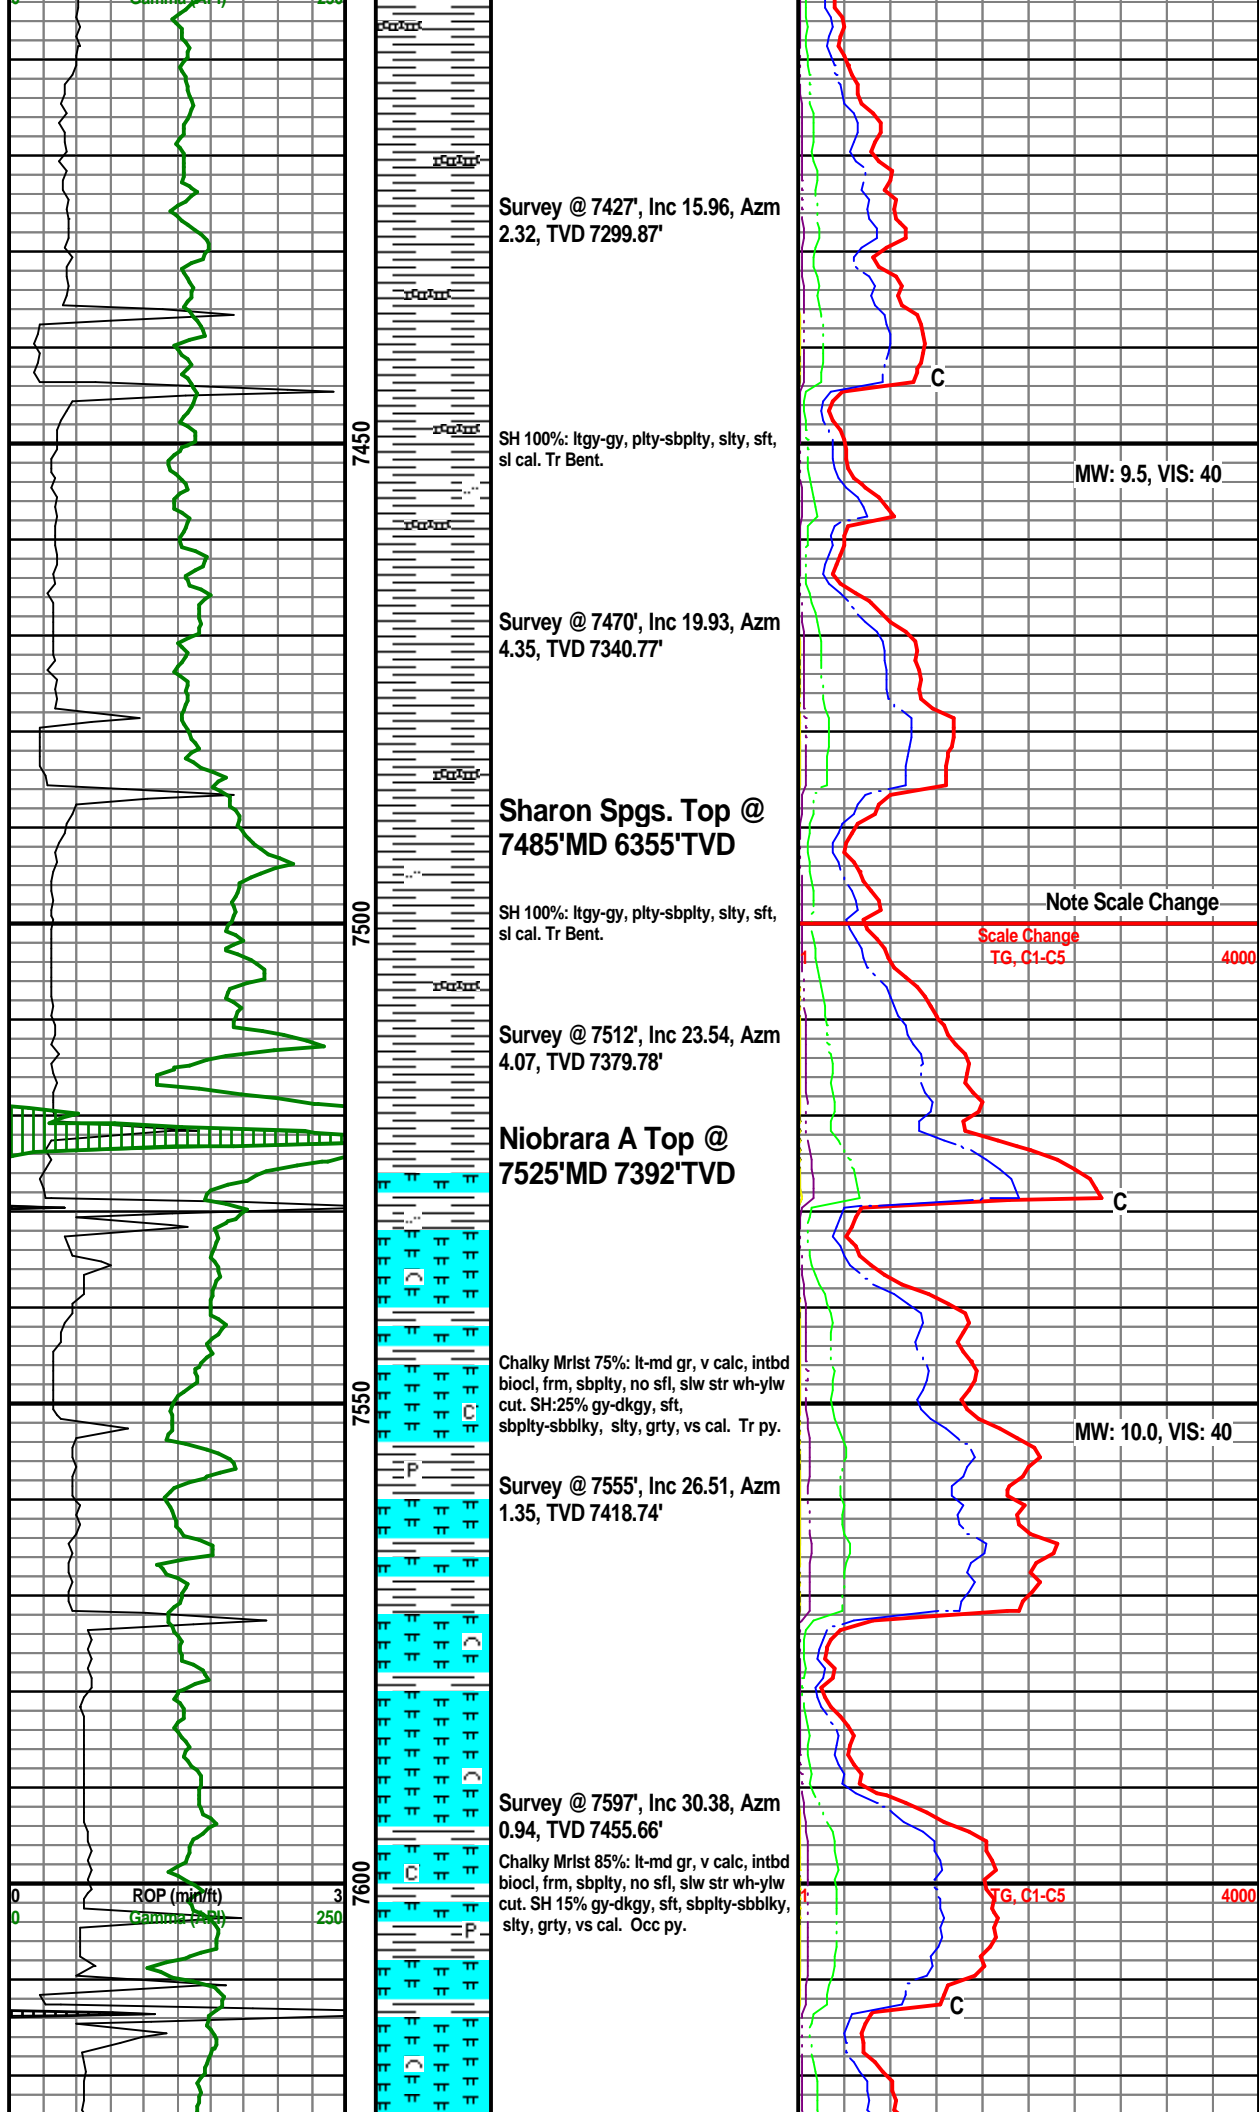 0 Gamma (API) 250
Survey @ 7427', Inc 15.96, Azm
2.32, TVD 7299.87'
C
7450
SH 100%: ltgy-gy, plty-sbplty, slty, sft,
sl cal. Tr Bent.
MW: 9.5, VIS: 40
Survey @ 7470', Inc 19.93, Azm
4.35, TVD 7340.77'
Sharon Spgs. Top @
7485'MD 6355'TVD
Note Scale Change
7500
SH 100%: ltgy-gy, plty-sbplty, slty, sft,
sl cal. Tr Bent.
Scale Change
1 TG, C1-C5 4000
Survey @ 7512', Inc 23.54, Azm
4.07, TVD 7379.78'
Niobrara A Top @
7525'MD 7392'TVD
C
7550
Chalky Mrlst 75%: lt-md gr, v calc, intbd
biocl, frm, sbplty, no sfl, slw str wh-ylw
cut. SH:25% gy-dkgy, sft,
sbplty-sbblky, slty, grty, vs cal. Tr py.
C
MW: 10.0, VIS: 40
P
Survey @ 7555', Inc 26.51, Azm
1.35, TVD 7418.74'
Survey @ 7597', Inc 30.38, Azm
0.94, TVD 7455.66'
7600
Chalky Mrlst 85%: lt-md gr, v calc, intbd
biocl, frm, sbplty, no sfl, slw str wh-ylw
cut. SH 15% gy-dkgy, sft, sbplty-sbblky,
slty, grty, vs cal. Occ py.
C
0 ROP (min/ft) 3
0 Gamma (API) 250
1 TG, C1-C5 4000
P
C